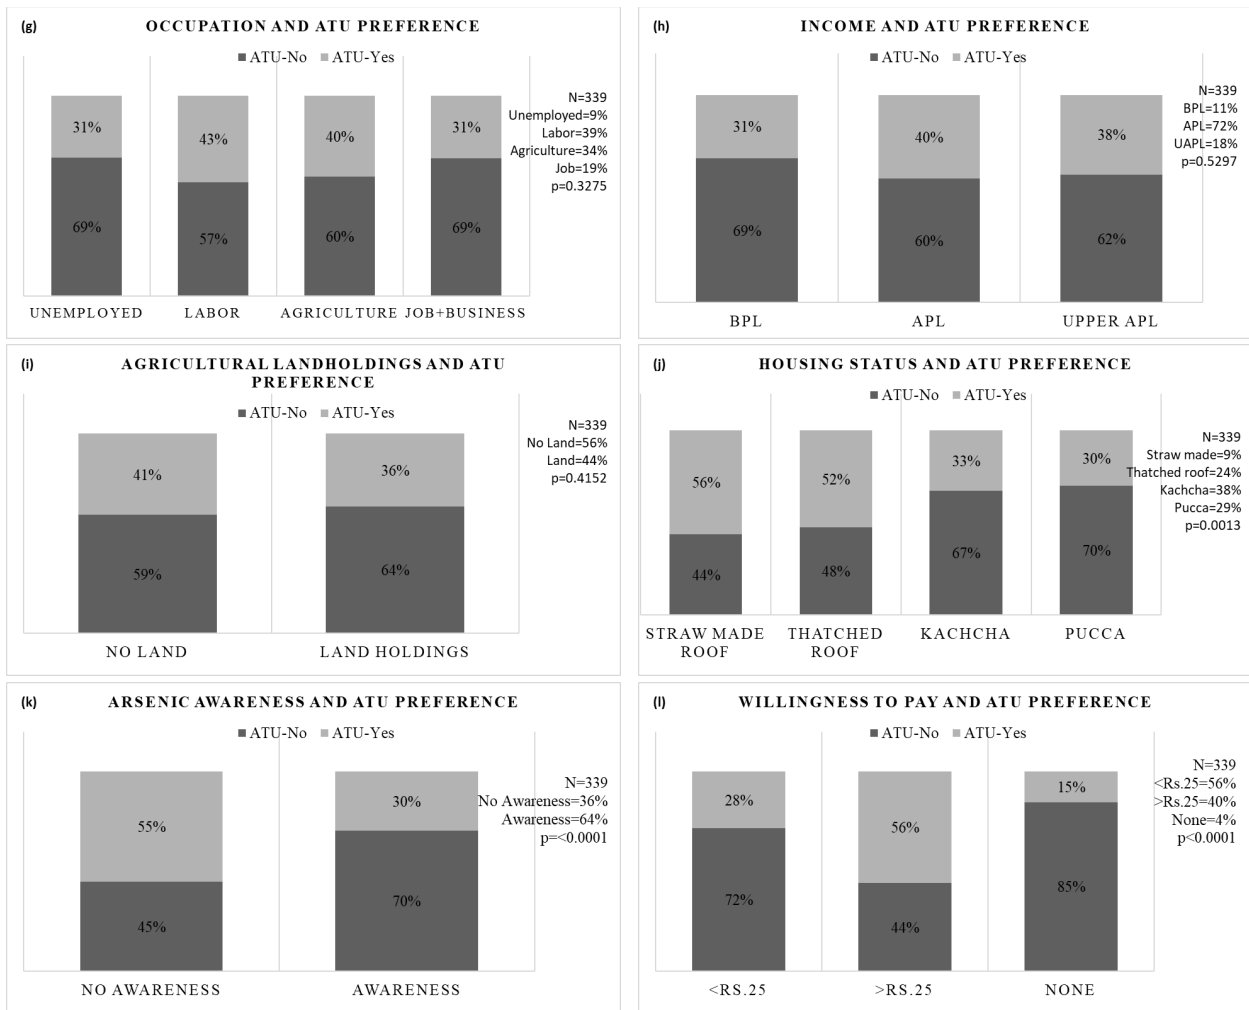 (g) OCCUPATION AND ATU PREFERENCE
ATU-No ATU-Yes
31% 43% 40% 31%
69% 57% 60% 69%
UNEMPLOYED LABOR AGRICULTURE JOB+BUSINESS
N=339
Unemployed=9%
Labor=39%
Agriculture=34%
Job=19%
p=0.3275
(h) INCOME AND ATU PREFERENCE
ATU-No ATU-Yes
31% 40% 38%
69% 60% 62%
BPL APL UPPER APL
N=339
BPL=11%
APL=72%
UAPL=18%
p=0.5297
(i) AGRICULTURAL LANDHOLDINGS AND ATU
PREFERENCE
ATU-No ATU-Yes
41% 36%
59% 64%
NO LAND LAND HOLDINGS
N=339
No Land=56%
Land=44%
p=0.4152
(j) HOUSING STATUS AND ATU PREFERENCE
ATU-No ATU-Yes
56% 52% 33% 30%
44% 48% 67% 70%
STRAW MADE THATCHED KACHCHA PUCCA
ROOF ROOF
N=339
Straw made=9%
Thatched roof=24%
Kachcha=38%
Pucca=29%
p=0.0013
(k) ARSENIC AWARENESS AND ATU PREFERENCE
ATU-No ATU-Yes
55% 30%
45% 70%
NO AWARENESS AWARENESS
N=339
No Awareness=36%
Awareness=64%
p=<0.0001
(l) WILLINGNESS TO PAY AND ATU PREFERENCE
ATU-No ATU-Yes
28% 56% 15%
72% 44% 85%
<RS.25 >RS.25 NONE
N=339
<Rs.25=56%
>Rs.25=40%
None=4%
p<0.0001